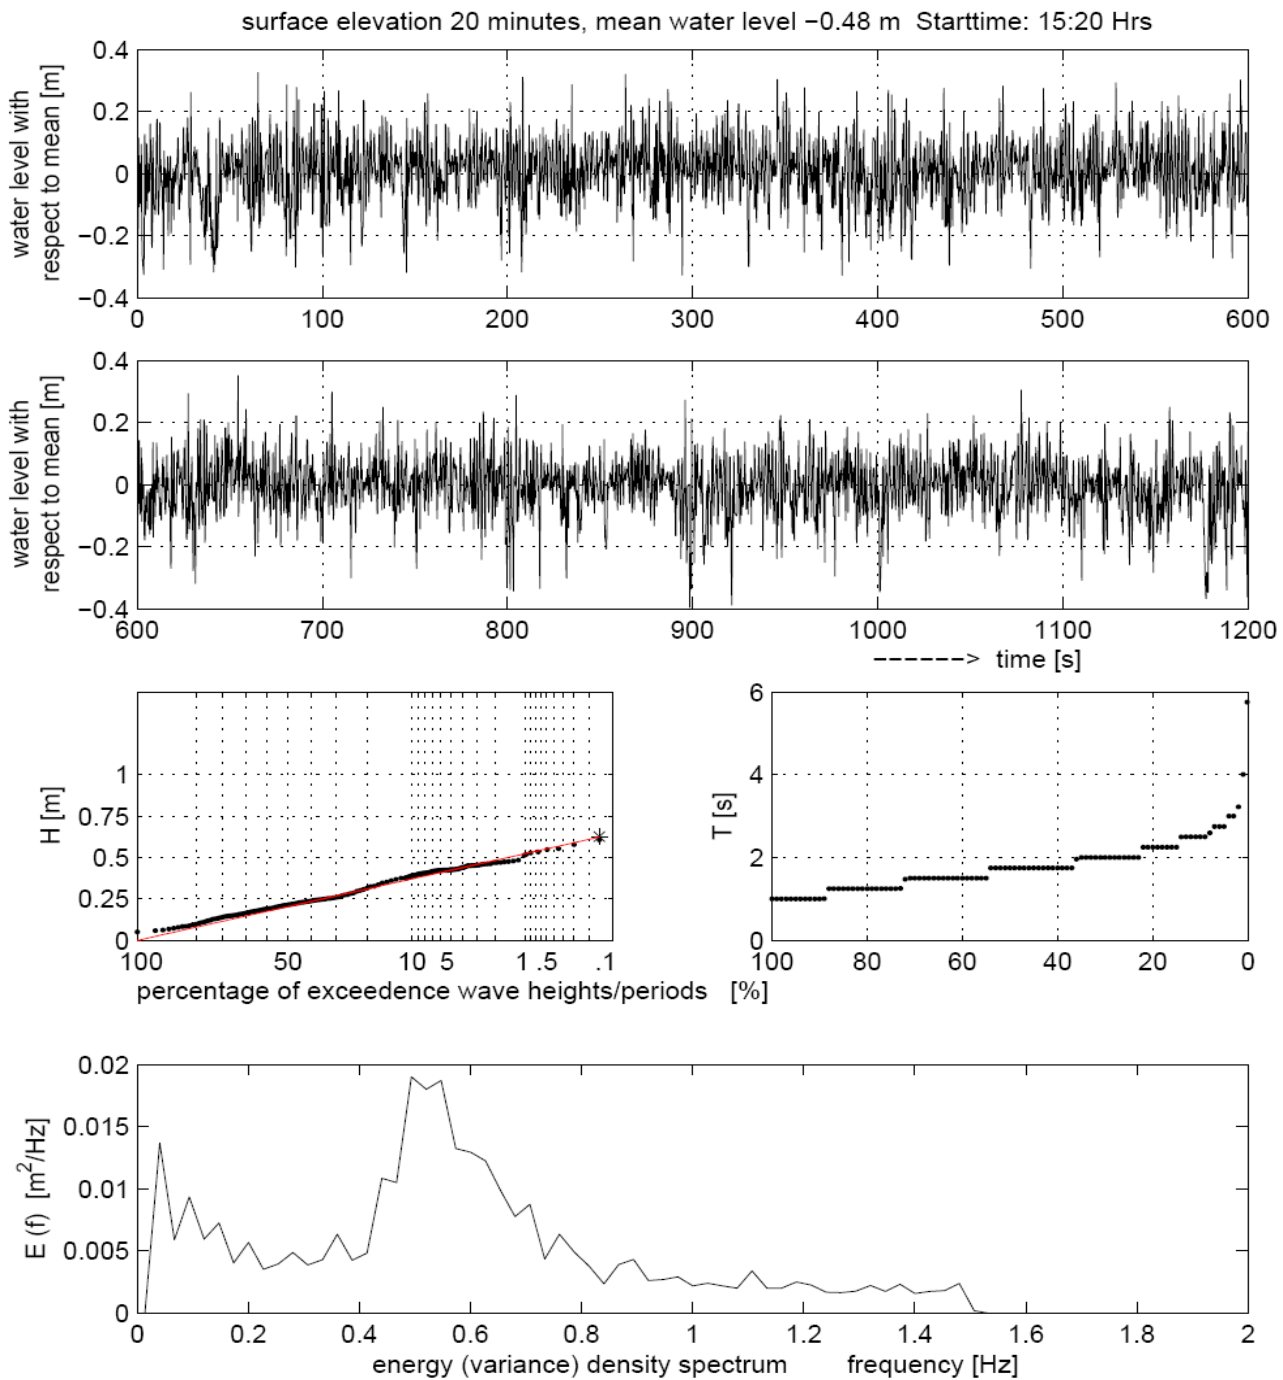 surface elevation 20 minutes, mean water level −0.48 m  Starttime: 15:20 Hrs
water level with
respect to mean [m]
0.4
0.2
0
−0.2
−0.4
0 100 200 300 400 500 600
water level with
respect to mean [m]
0.4
0.2
0
−0.2
−0.4
600 700 800 900 1000 1100 1200
------> time [s]
H [m]
1
0.75
0.5
0.25
0
100 50 10 5 1 .5 .1
percentage of exceedence wave heights/periods [%]
T [s]
6
4
2
0
100 80 60 40 20 0
E (f) [m²/Hz]
0.02
0.015
0.01
0.005
0
0 0.2 0.4 0.6 0.8 1 1.2 1.4 1.6 1.8 2
energy (variance) density spectrum frequency [Hz]